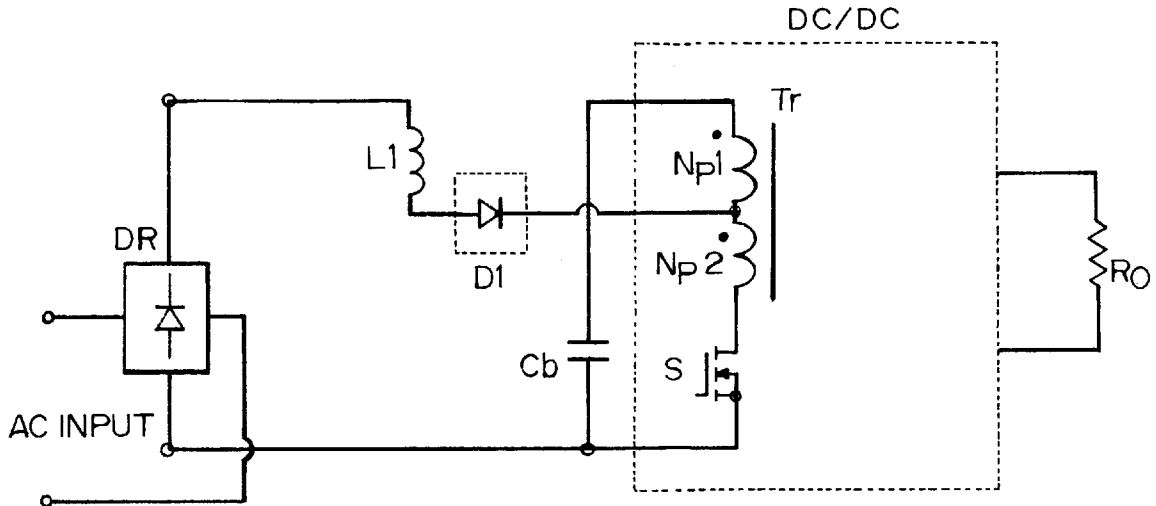 DC/DC
Tr
L1
Np1
DR
D1
Np2
RO
Cb
S
AC INPUT